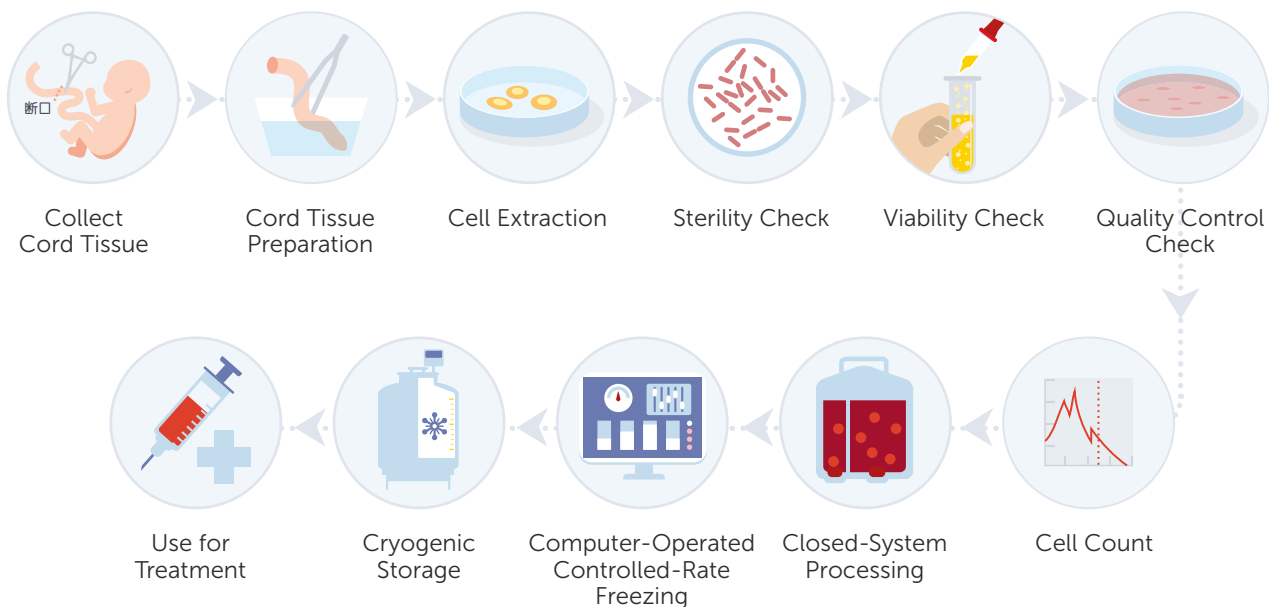 断口
Collect
Cord Tissue
Cord Tissue
Preparation
Cell Extraction
Sterility Check
Viability Check
Quality Control
Check
Use for
Treatment
Cryogenic
Storage
Computer-Operated
Controlled-Rate
Freezing
Closed-System
Processing
Cell Count